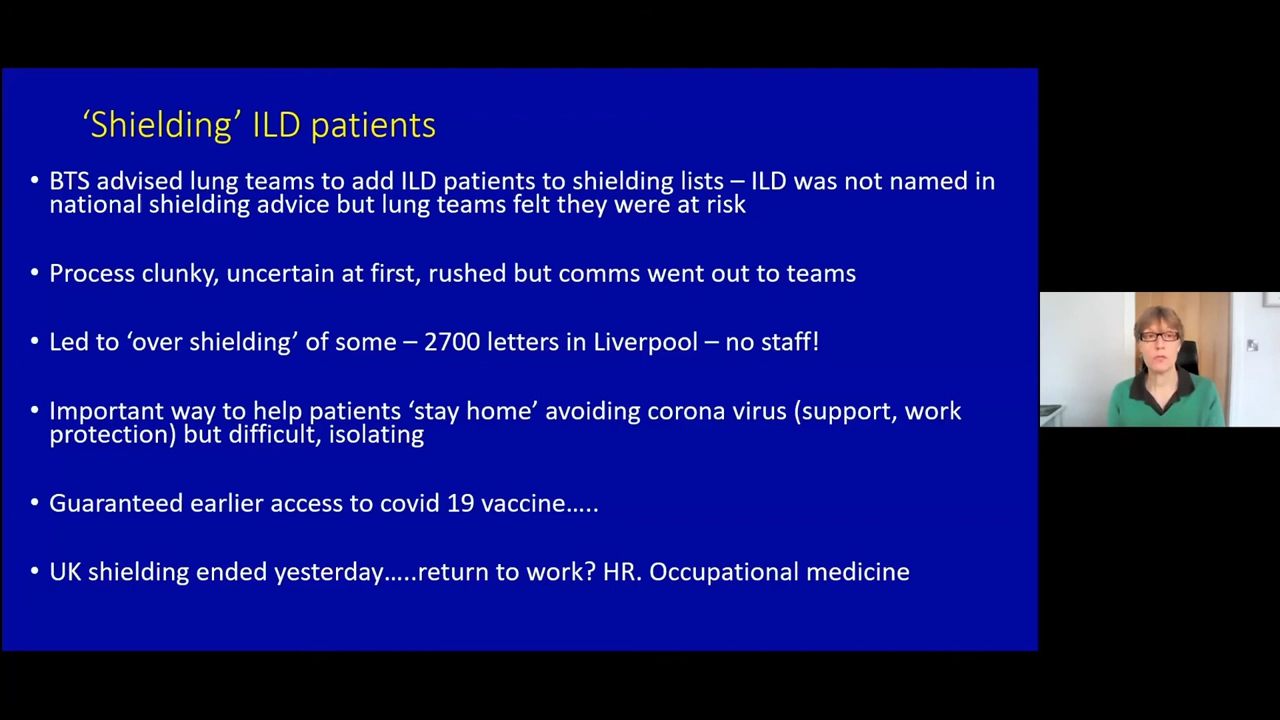 ‘Shielding’ ILD patients
• BTS advised lung teams to add ILD patients to shielding lists – ILD was not named in
national shielding advice but lung teams felt they were at risk
• Process clunky, uncertain at first, rushed but comms went out to teams
• Led to ‘over shielding’ of some – 2700 letters in Liverpool – no staff!
• Important way to help patients ‘stay home’ avoiding corona virus (support, work
protection) but difficult, isolating
• Guaranteed earlier access to covid 19 vaccine…..
• UK shielding ended yesterday…..return to work? HR. Occupational medicine